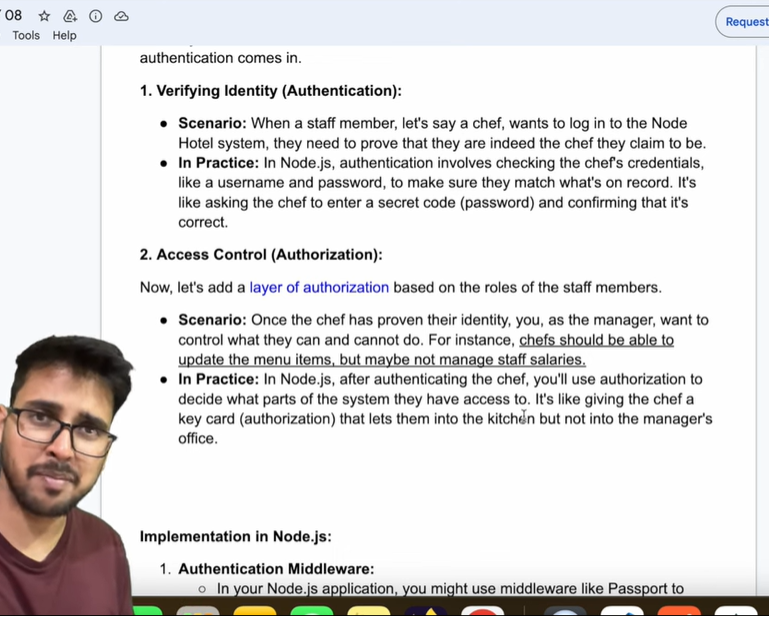 08
Request
Tools Help
authentication comes in.
1. Verifying Identity (Authentication):
● Scenario: When a staff member, let's say a chef, wants to log in to the Node
Hotel system, they need to prove that they are indeed the chef they claim to be.
● In Practice: In Node.js, authentication involves checking the chef's credentials,
like a username and password, to make sure they match what's on record. It's
like asking the chef to enter a secret code (password) and confirming that it's
correct.
2. Access Control (Authorization):
Now, let's add a layer of authorization based on the roles of the staff members.
● Scenario: Once the chef has proven their identity, you, as the manager, want to
control what they can and cannot do. For instance, chefs should be able to
update the menu items, but maybe not manage staff salaries.
● In Practice: In Node.js, after authenticating the chef, you'll use authorization to
decide what parts of the system they have access to. It's like giving the chef a
key card (authorization) that lets them into the kitchen but not into the manager's
office.
Implementation in Node.js:
1. Authentication Middleware:
○ In your Node.js application, you might use middleware like Passport to